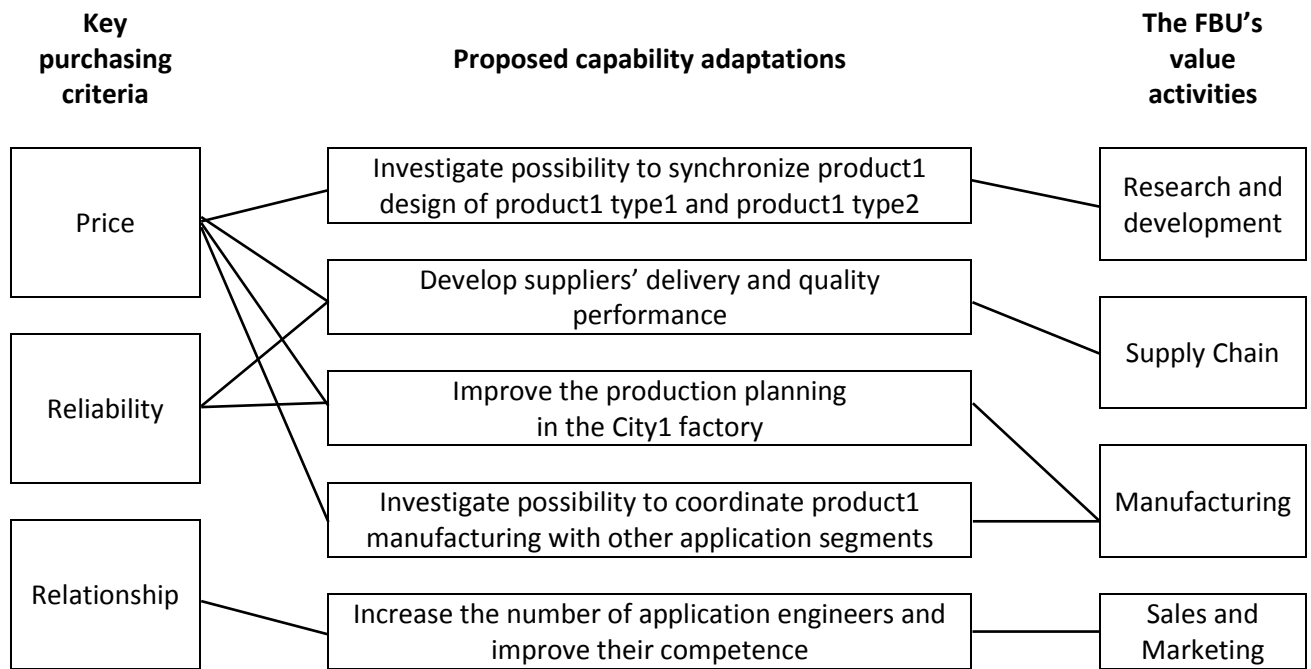 Key
purchasing
criteria
Proposed capability adaptations
The FBU’s
value
activities
Price
Reliability
Relationship
Investigate possibility to synchronize product1
design of product1 type1 and product1 type2
Develop suppliers’ delivery and quality
performance
Improve the production planning
in the City1 factory
Investigate possibility to coordinate product1
manufacturing with other application segments
Increase the number of application engineers and
improve their competence
Research and
development
Supply Chain
Manufacturing
Sales and
Marketing